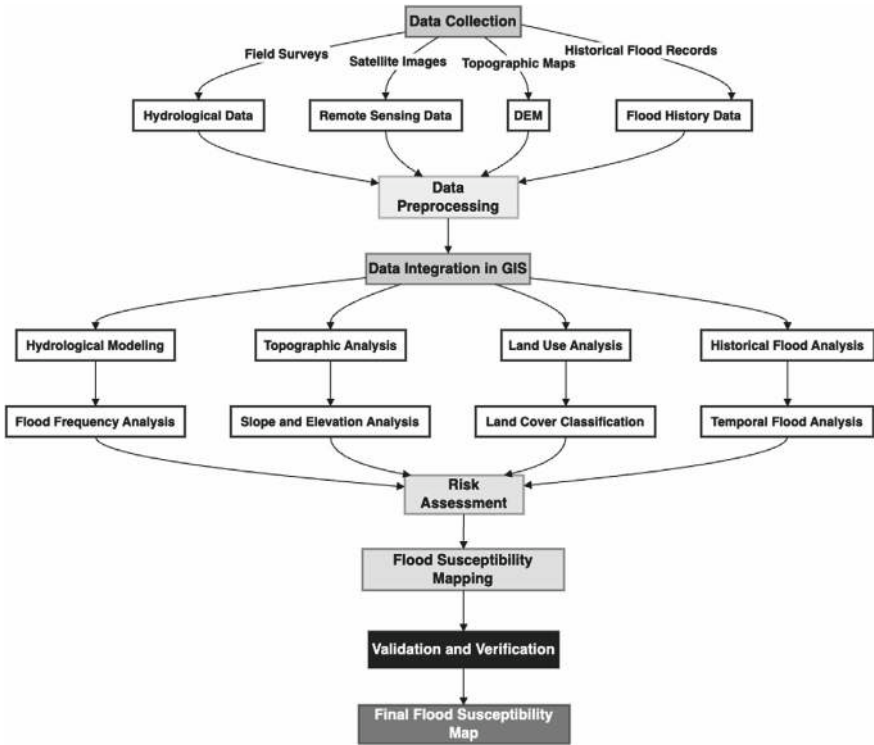 Data Collection
Field Surveys
Satellite Images
Topographic Maps
Historical Flood Records
Hydrological Data
Remote Sensing Data
DEM
Flood History Data
Data
Preprocessing
Data Integration in GIS
Hydrological Modeling
Topographic Analysis
Land Use Analysis
Historical Flood Analysis
Flood Frequency Analysis
Slope and Elevation Analysis
Land Cover Classification
Temporal Flood Analysis
Risk
Assessment
Flood Susceptibility
Mapping
Validation and Verification
Final Flood Susceptibility
Map